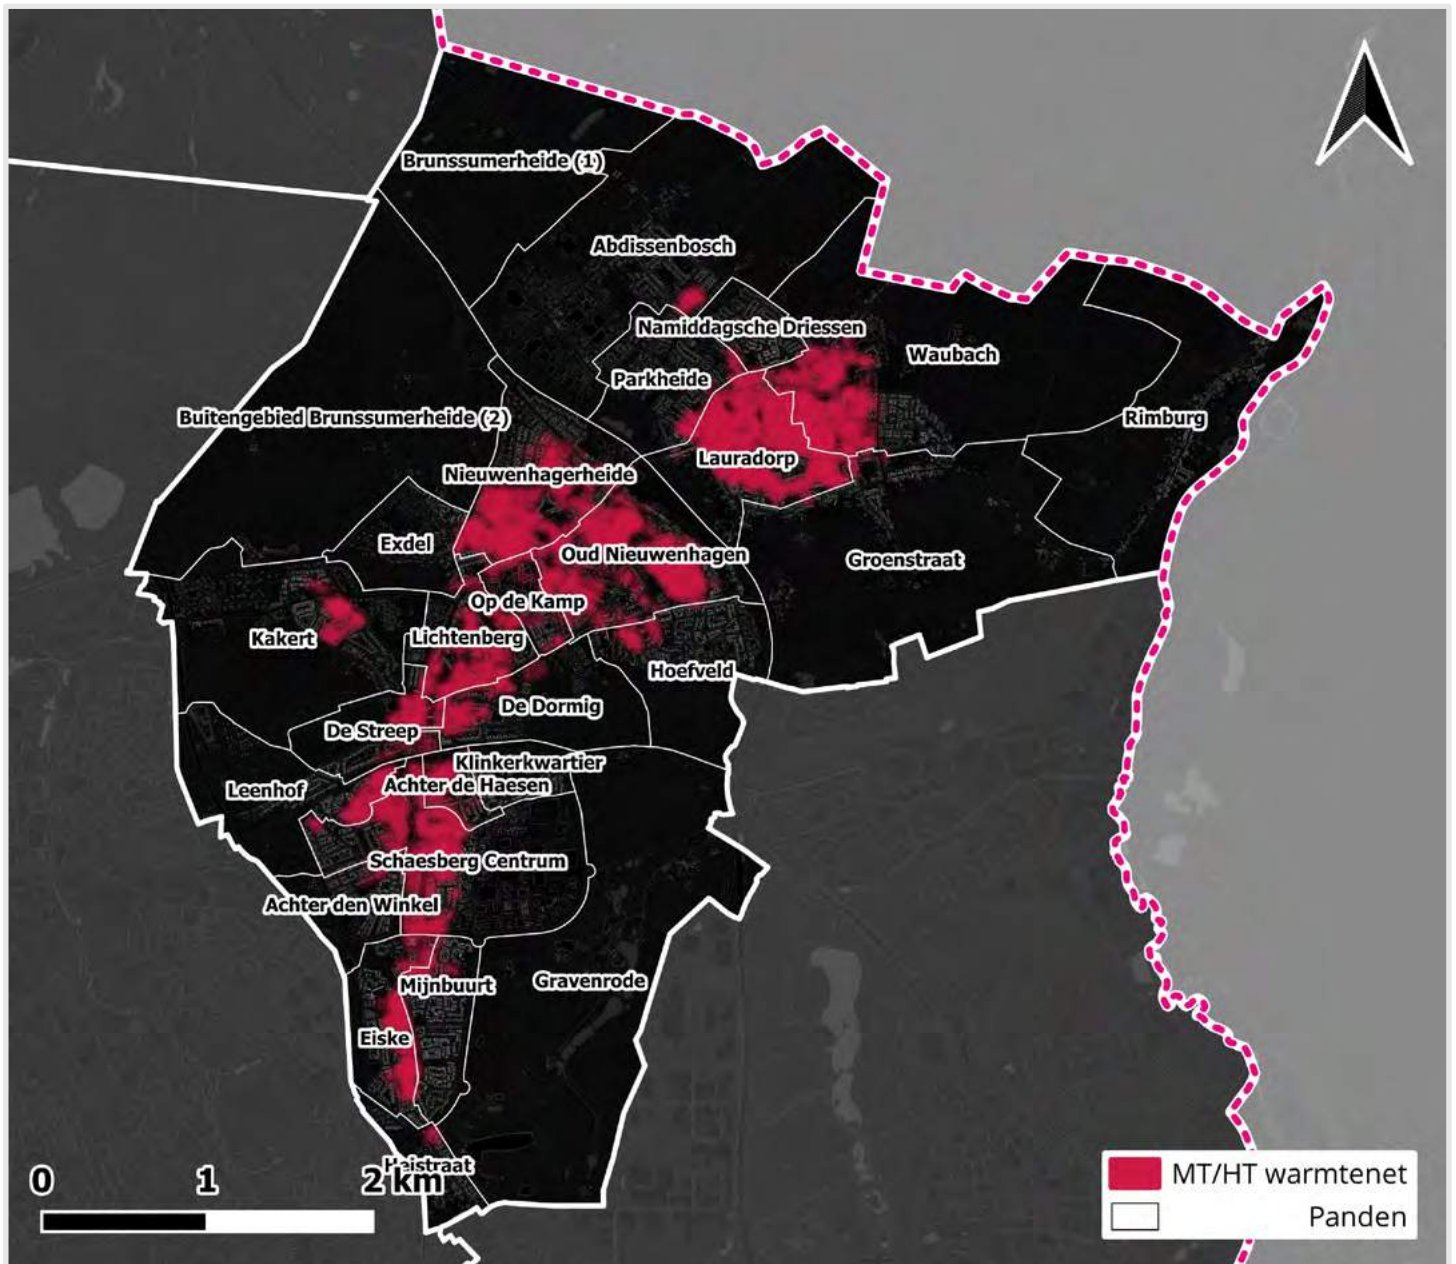 Brunssumerheide (1)
Abdissenbosch
Namiddagsche Driessen
Waubach
Parkheide
Buitengebied Brunssumerheide (2)
Rimburg
Lauradorp
Nieuwenhagerheide
Exdel
Oud Nieuwenhagen
Groenstraat
Op de Kamp
Kakert
Lichtenberg
Hoefveld
De Dormig
De Streep
Klinkerkwartier
Leenhof
Achter de Haesen
Schaesberg Centrum
Achter den Winkel
Gravenrode
Mijnbuurt
Eiske
Heistraat
0 1 2 km
MT/HT warmtenet
Panden